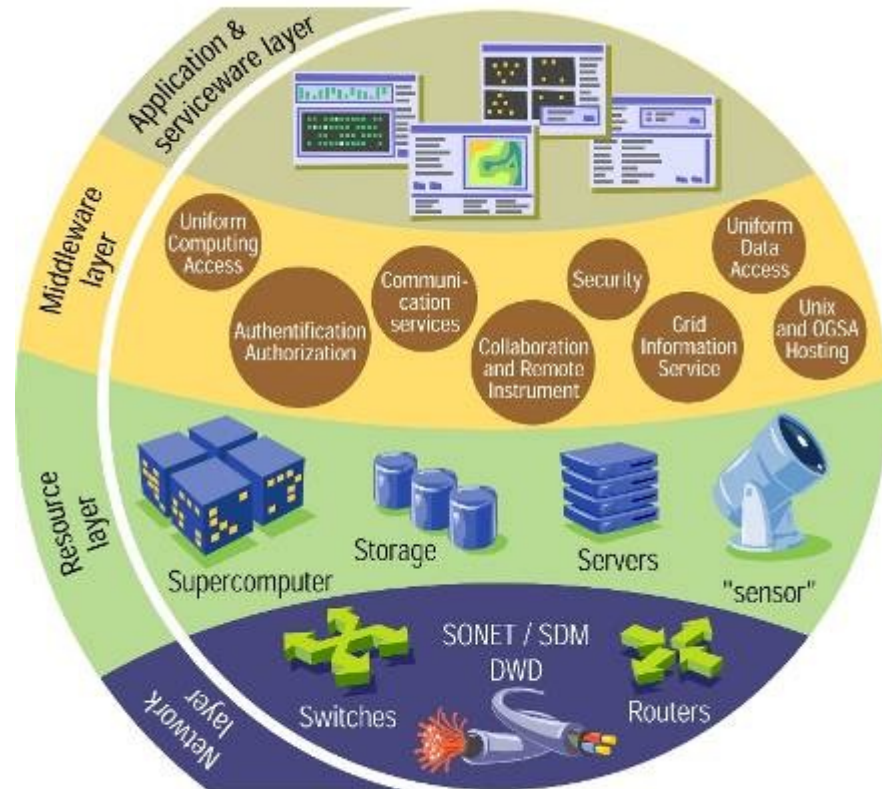 Application &
serviceware layer
Middleware
layer
Uniform
Computing
Access
Authentification
Authorization
Communi-
cation
services
Collaboration
and Remote
Instrument
Security
Grid
Information
Service
Uniform
Data
Access
Unix
and OGSA
Hosting
Resource
layer
Supercomputer
Storage
Servers
"sensor"
Network
layer
Switches
SONET / SDM
DWD
Routers